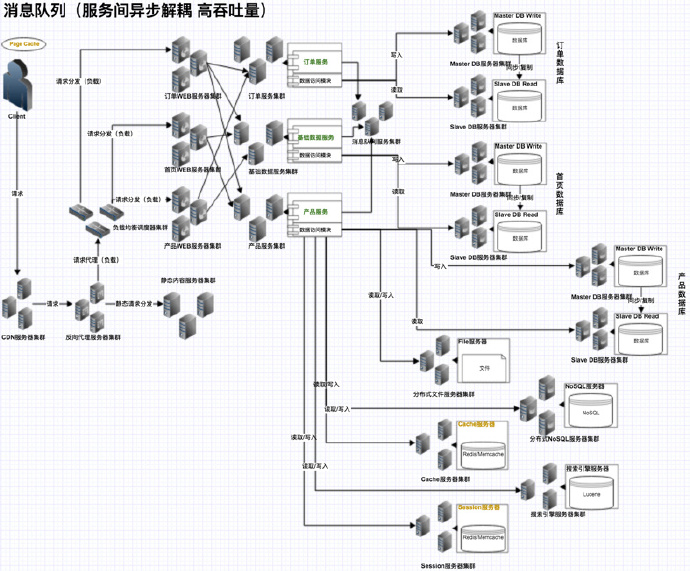 消息队列（服务间异步解耦 高吞吐量）
Page Cache
Client
请求
请求分发（负载）
请求分发（负载）
请求分发（负载）
负载均衡调度器集群
请求代理（负载）
CDN服务器集群
请求
反向代理服务器集群
静态请求分发
静态内容服务器集群
订单WEB服务器集群
首页WEB服务器集群
产品WEB服务器集群
订单服务集群
基础数据服务集群
产品服务集群
订单服务
数据访问模块
基础数据服务
数据访问模块
产品服务
数据访问模块
消息队列服务集群
写入
读取
Master DB Write
数据库
Master DB服务器集群
同步/复制
Slave DB Read
数据库
Slave DB服务器集群
订单数据库
写入
读取
Master DB Write
数据库
Master DB服务器集群
同步/复制
Slave DB Read
数据库
Slave DB服务器集群
首页数据库
写入
读取
Master DB Write
数据库
Master DB服务器集群
同步/复制
Slave DB Read
数据库
Slave DB服务器集群
产品数据库
读取/写入
File服务器
文件
分布式文件服务器集群
读取/写入
NoSQL服务器
NoSQL
分布式NoSQL服务器集群
读取/写入
Cache服务器
Redis/Memcache
Cache服务器集群
读取/写入
搜索引擎服务器
Lucene
搜索引擎服务器集群
读取/写入
Session服务器
Redis/Memcache
Session服务器集群